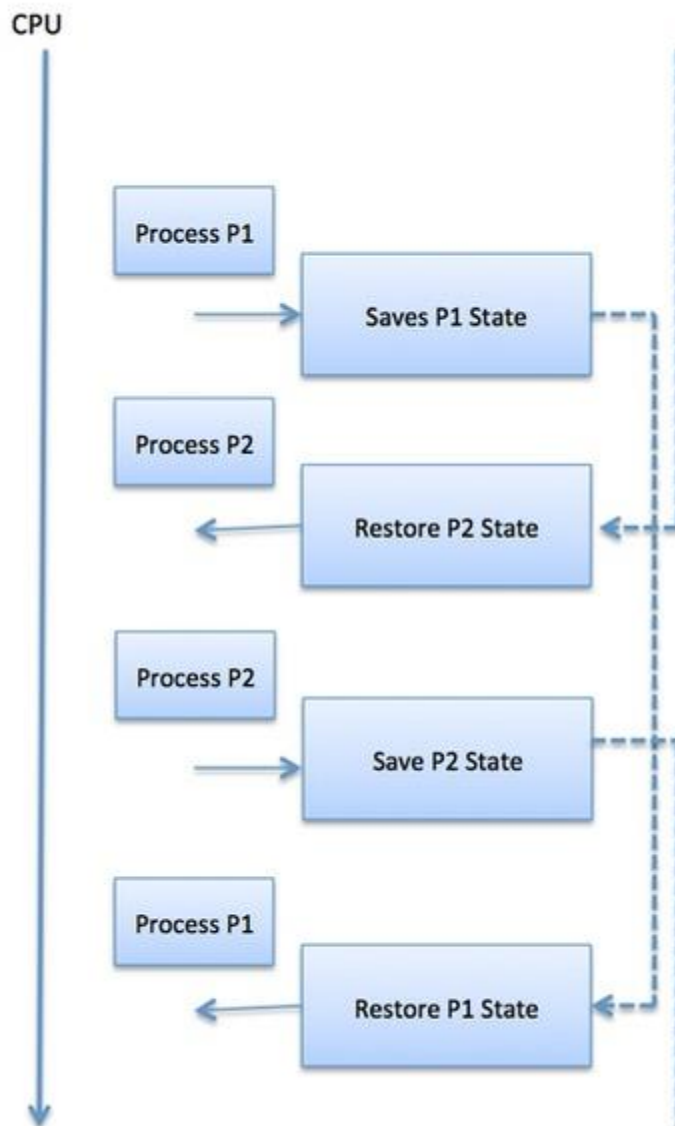 CPU
Process P1
Saves P1 State
Process P2
Restore P2 State
Process P2
Save P2 State
Process P1
Restore P1 State